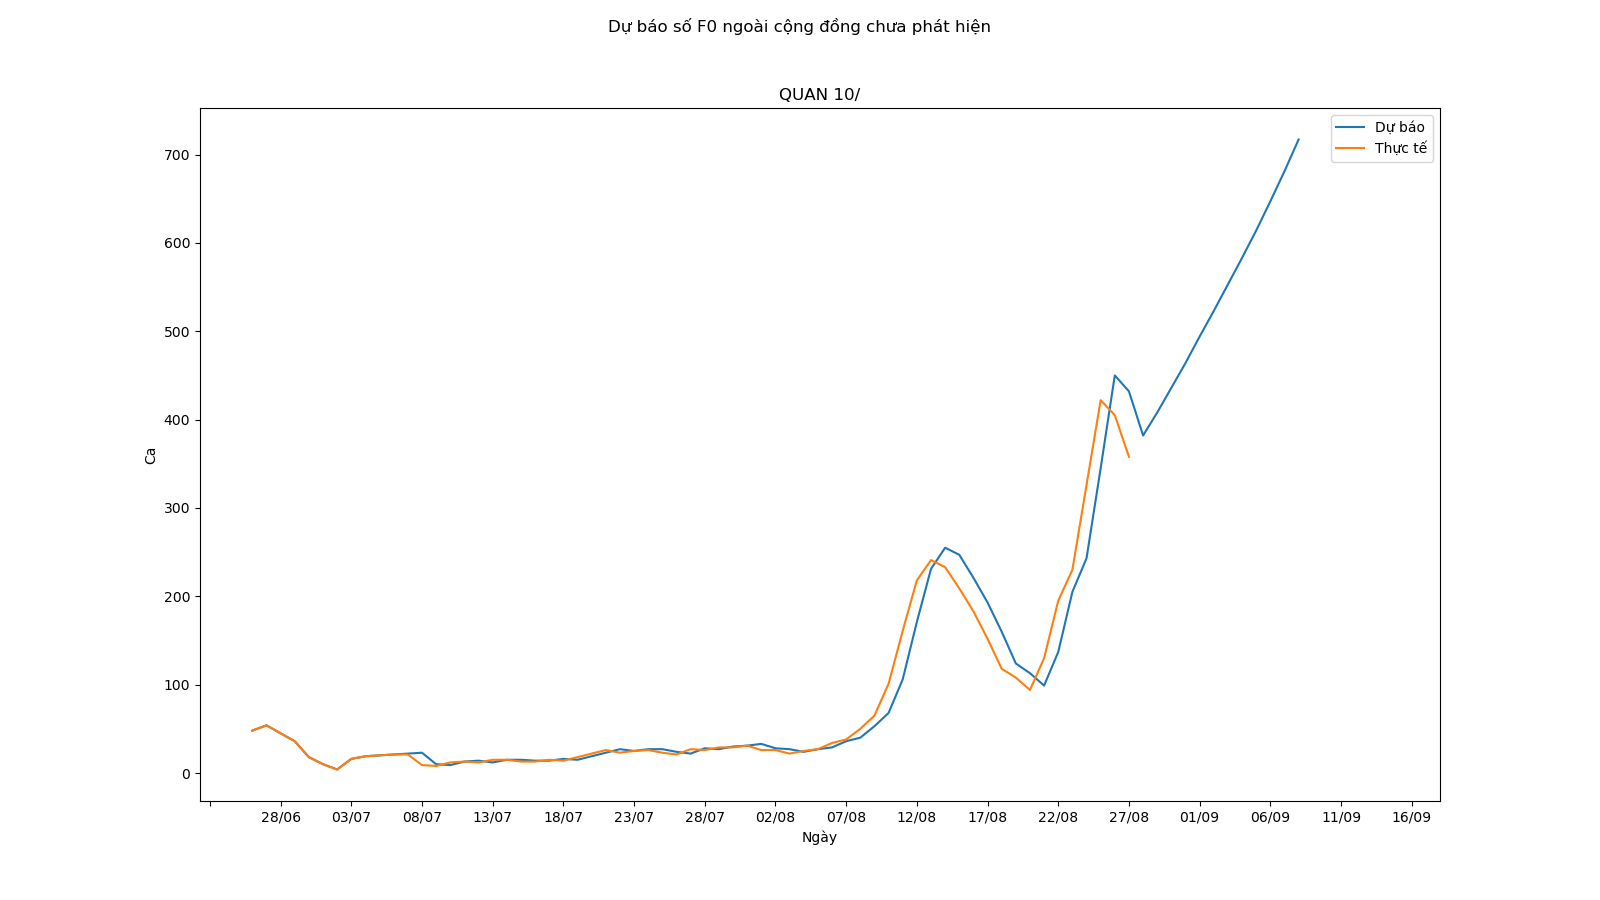 Dự báo số F0 ngoài cộng đồng chưa phát hiện
QUAN 10/
Dự báo
Thực tế
700
600
500
400
300
200
100
0
Ca
28/06 03/07 08/07 13/07 18/07 23/07 28/07 02/08 07/08 12/08 17/08 22/08 27/08 01/09 06/09 11/09 16/09
Ngày